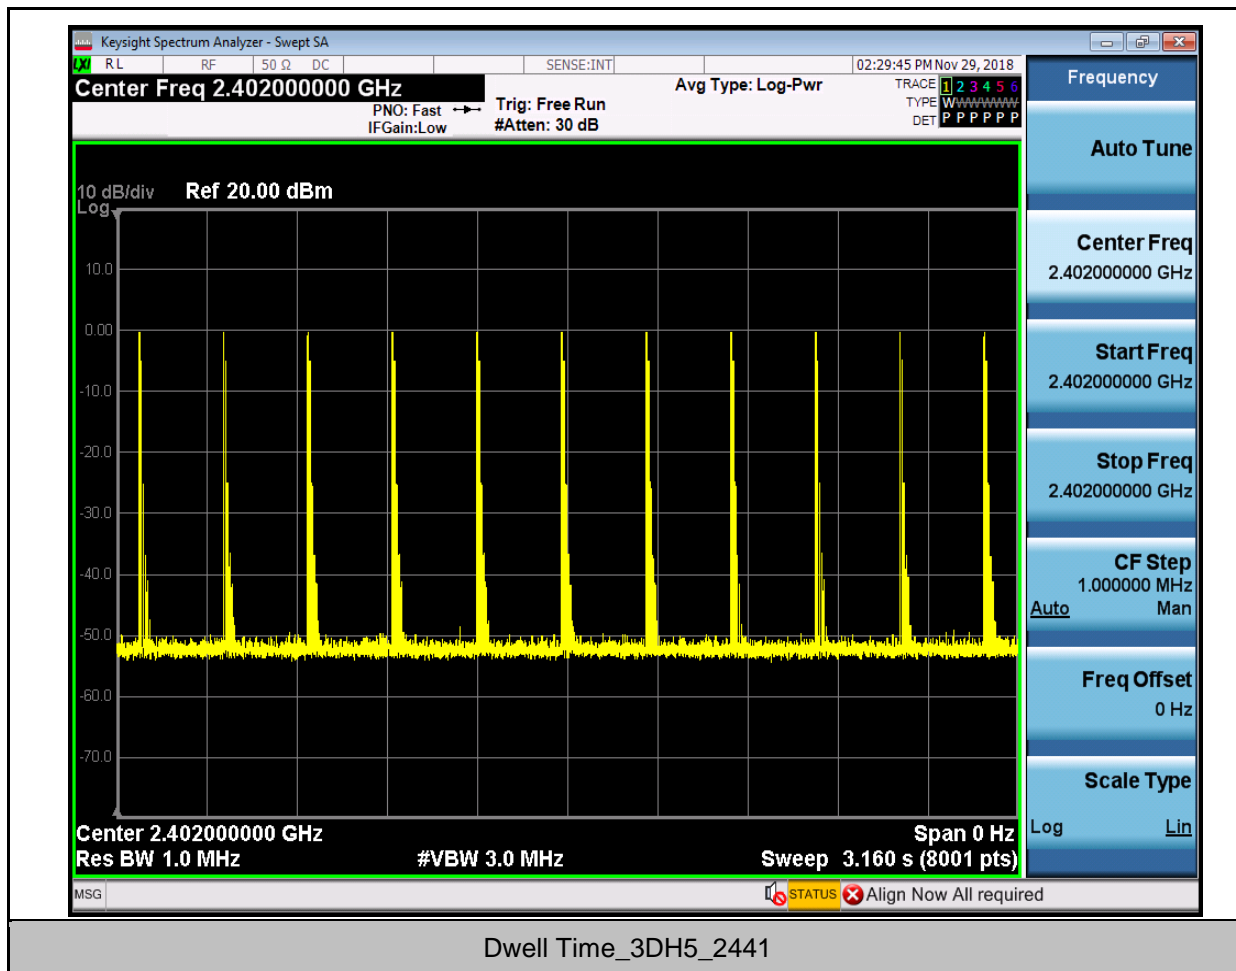 Keysight Spectrum Analyzer - Swept SA
LXI RL RF 50 Ω DC SENSE:INT 02:29:45 PM Nov 29, 2018
Center Freq 2.402000000 GHz
PNO: Fast
IFGain:Low
Trig: Free Run
#Atten: 30 dB
Avg Type: Log-Pwr
TRACE 1 2 3 4 5 6
TYPE WWWWWWW
DET P P P P P P
10 dB/div Ref 20.00 dBm
Log
10.0
0.00
-10.0
-20.0
-30.0
-40.0
-50.0
-60.0
-70.0
Center 2.402000000 GHz Span 0 Hz
Res BW 1.0 MHz #VBW 3.0 MHz Sweep 3.160 s (8001 pts)
MSG STATUS Align Now All required
Frequency
Auto Tune
Center Freq
2.402000000 GHz
Start Freq
2.402000000 GHz
Stop Freq
2.402000000 GHz
CF Step
1.000000 MHz
Auto Man
Freq Offset
0 Hz
Scale Type
Log Lin
Dwell Time_3DH5_2441